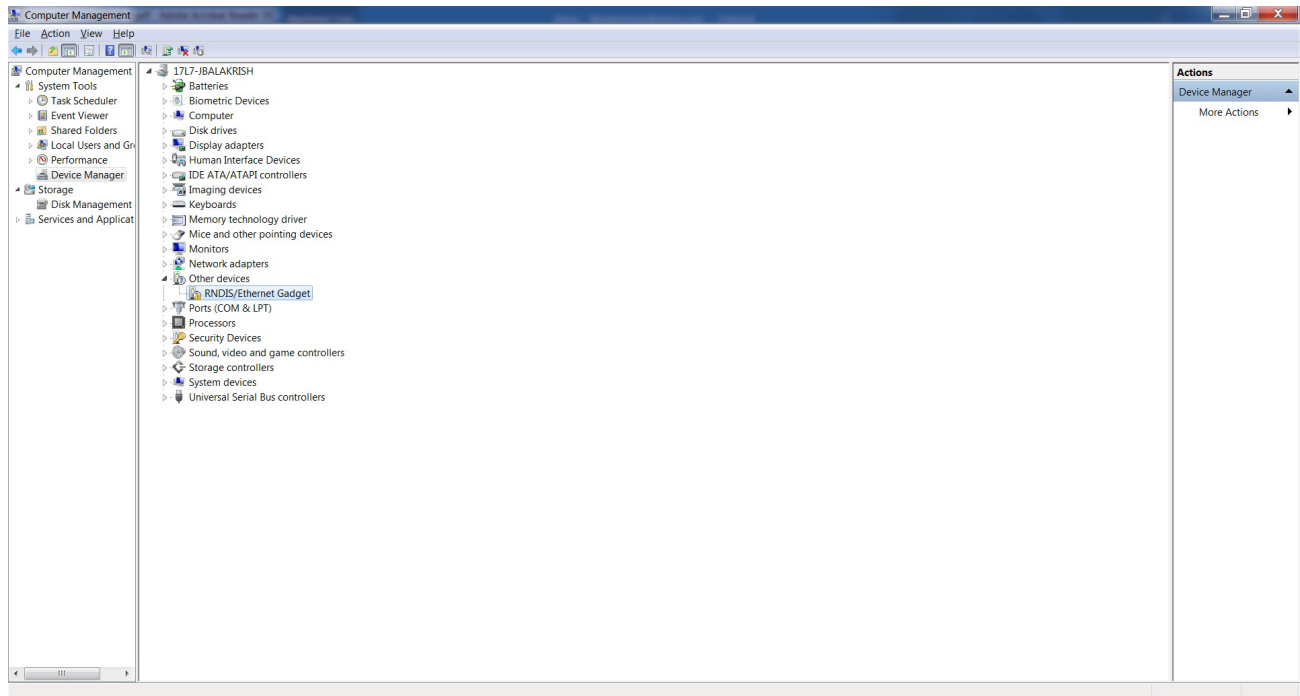 Computer Management
File Action View Help
Computer Management
System Tools
Task Scheduler
Event Viewer
Shared Folders
Local Users and Gr
Performance
Device Manager
Storage
Disk Management
Services and Applicat
17L7-JBALAKRISH
Batteries
Biometric Devices
Computer
Disk drives
Display adapters
Human Interface Devices
IDE ATA/ATAPI controllers
Imaging devices
Keyboards
Memory technology driver
Mice and other pointing devices
Monitors
Network adapters
Other devices
RNDIS/Ethernet Gadget
Ports (COM & LPT)
Processors
Security Devices
Sound, video and game controllers
Storage controllers
System devices
Universal Serial Bus controllers
Actions
Device Manager
More Actions